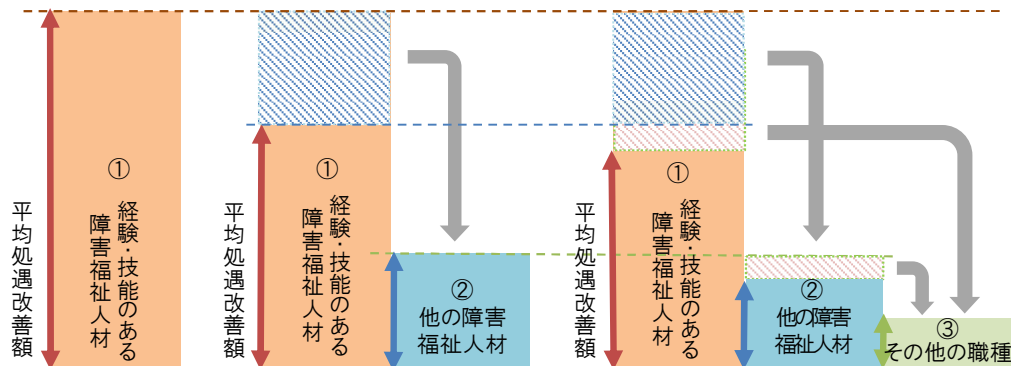 平均処遇改善額
①
経験・技能のある
障害福祉人材
平均処遇改善額
①
経験・技能のある
障害福祉人材
②
他の障害
福祉人材
平均処遇改善額
①
経験・技能のある
障害福祉人材
②
他の障害
福祉人材
③
その他の職種